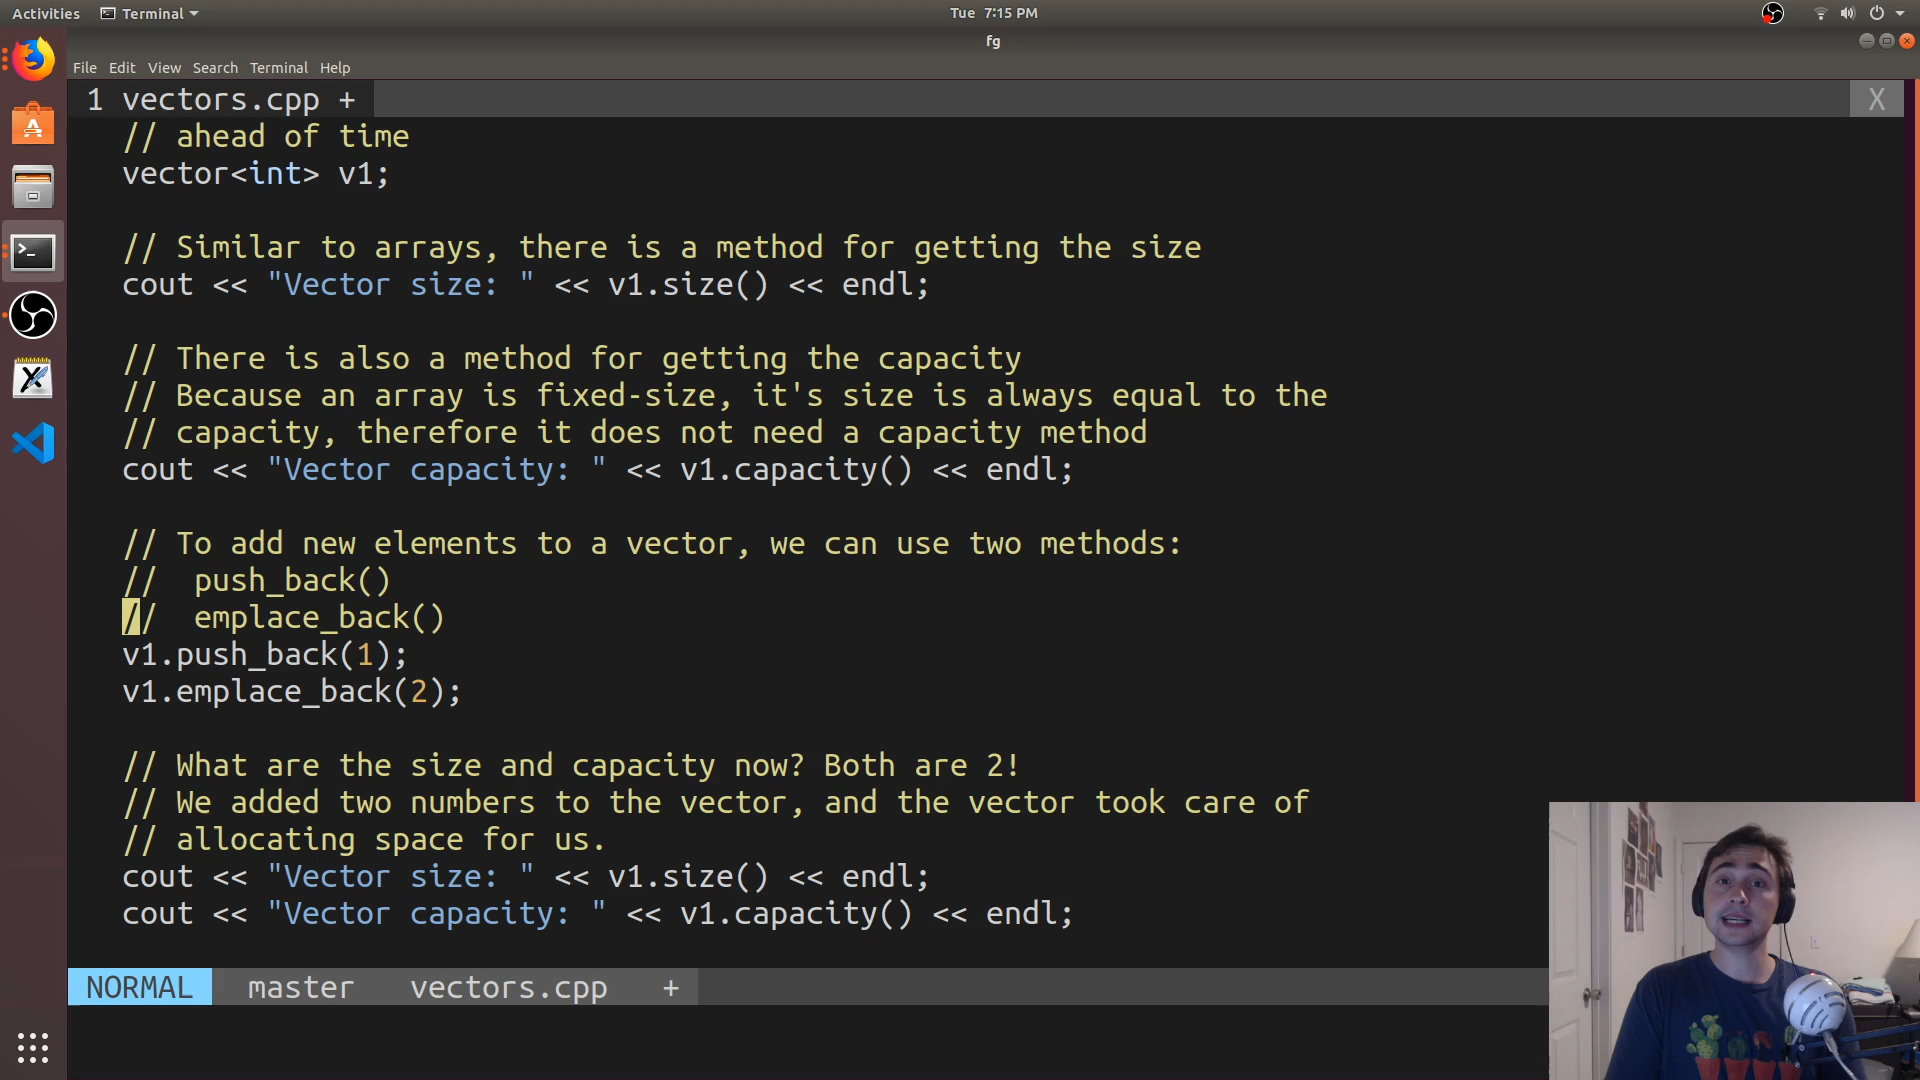 Activities Terminal Tue 7:15 PM
fg
File Edit View Search Terminal Help
1 vectors.cpp + X
// ahead of time
vector<int> v1;
// Similar to arrays, there is a method for getting the size
cout << "Vector size: " << v1.size() << endl;
// There is also a method for getting the capacity
// Because an array is fixed-size, it's size is always equal to the
// capacity, therefore it does not need a capacity method
cout << "Vector capacity: " << v1.capacity() << endl;
// To add new elements to a vector, we can use two methods:
//  push_back()
//  emplace_back()
v1.push_back(1);
v1.emplace_back(2);
// What are the size and capacity now? Both are 2!
// We added two numbers to the vector, and the vector took care of
// allocating space for us.
cout << "Vector size: " << v1.size() << endl;
cout << "Vector capacity: " << v1.capacity() << endl;
NORMAL master vectors.cpp +